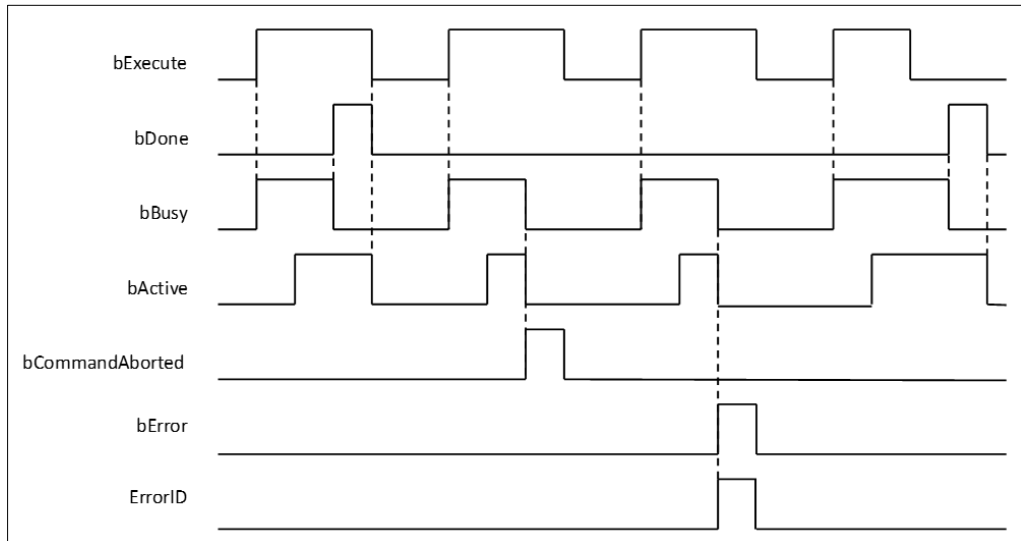 bExecute
bDone
bBusy
bActive
bCommandAborted
bError
ErrorID